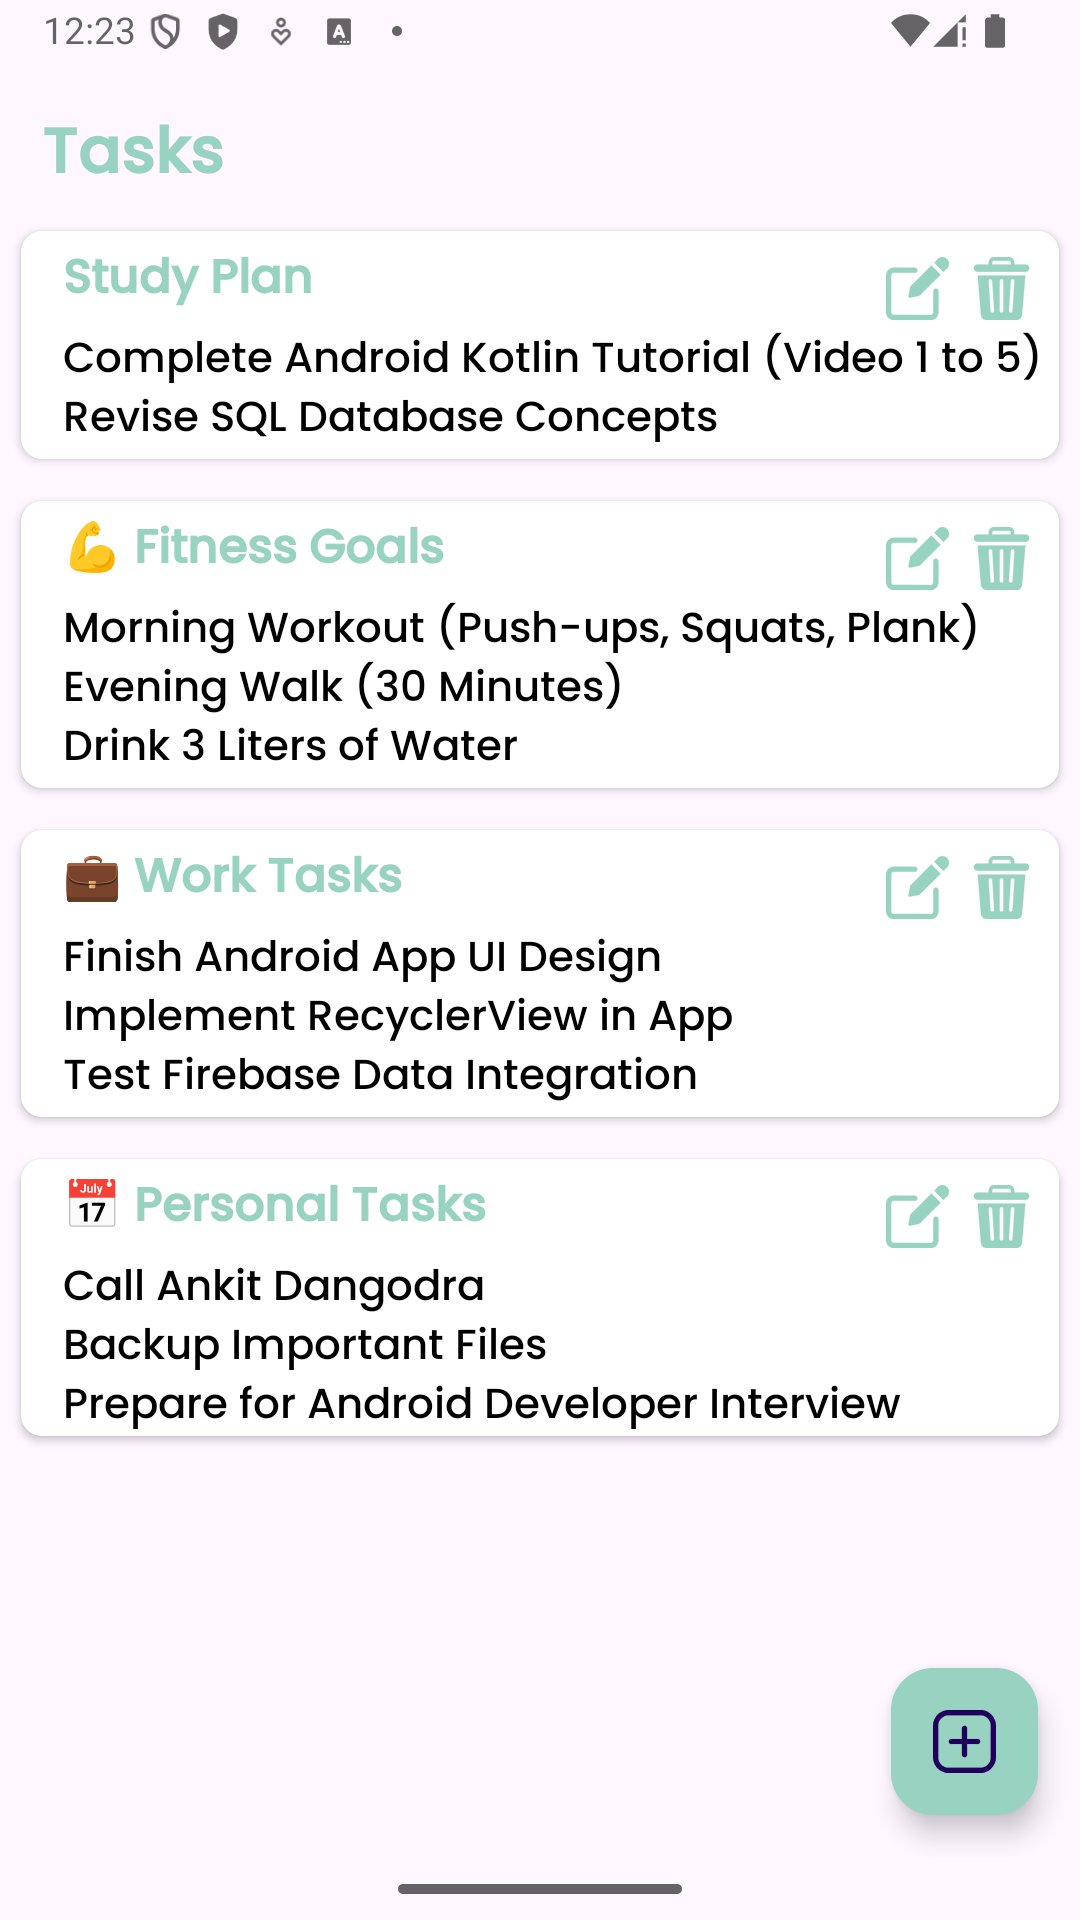 12:23
Tasks
Study Plan
Complete Android Kotlin Tutorial (Video 1 to 5)
Revise SQL Database Concepts
💪 Fitness Goals
Morning Workout (Push-ups, Squats, Plank)
Evening Walk (30 Minutes)
Drink 3 Liters of Water
💼 Work Tasks
Finish Android App UI Design
Implement RecyclerView in App
Test Firebase Data Integration
📅 Personal Tasks
Call Ankit Dangodra
Backup Important Files
Prepare for Android Developer Interview